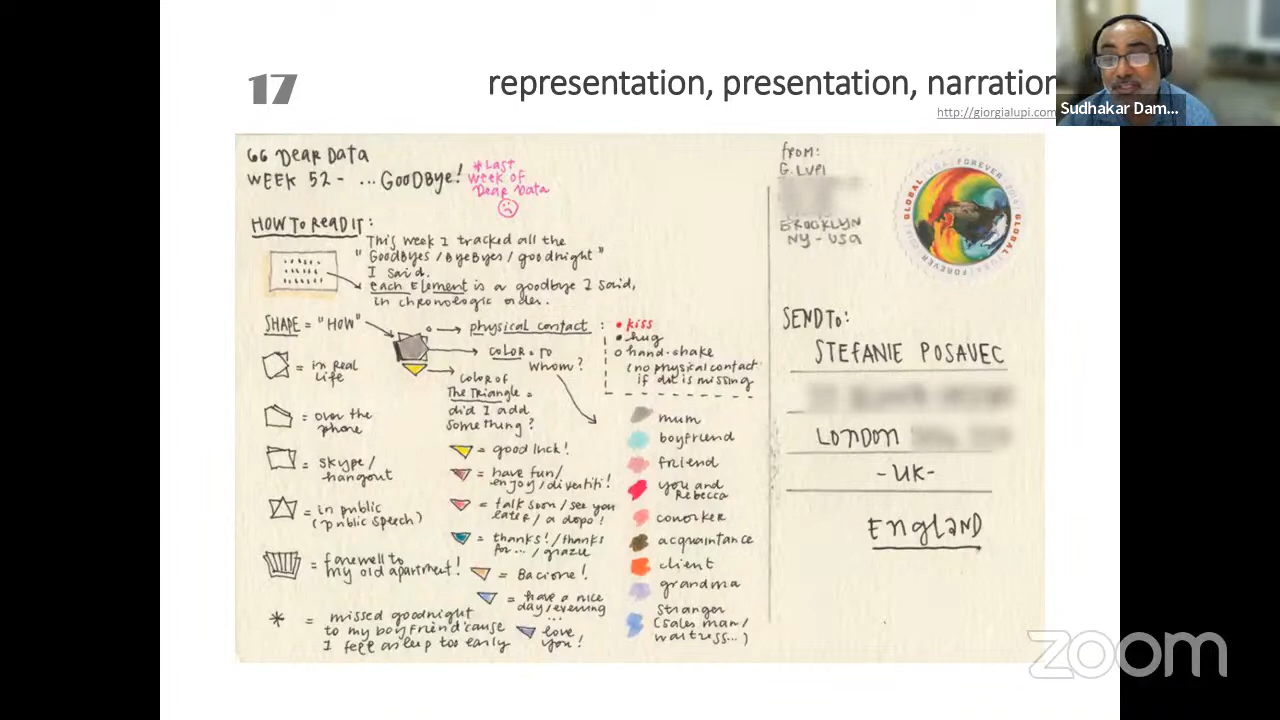 17
representation, presentation, narration
http://giorgialupi.com
Sudhakar Dam...
GG DEAR DATA
WEEK 52 - ... GOODBYE!
* LAST
WEEK OF
DEAR DATA
HOW TO READ IT:
This week I tracked all the
"GOODBYES / BYEBYES / goodnight"
I said.
each Element is a goodbye I said,
in chronologic order.
SHAPE = "HOW"
= in real
life
= over the
phone
= skype/
hangout
= in public
(public speech)
= farewell to
my old apartment!
* = missed goodnight
to my boyfriend 'cause
I fell asleep too early
physical contact :
COLOR = TO
WHOM?
COLOR OF
The Triangle =
did I add
something?
= good luck!
= have fun/
enjoy/divertiti!
= talk soon/see you
later/a dopo!
= thanks!/thanks
for.../grazie
= Bacione!
= have a nice
day/evening
...
= love
you!
• kiss
• hug
o hand-shake
(no physical contact
if dot is missing
mum
boyfriend
friend
you and
Rebecca
coworker
acquaintance
client
grandma
stranger
(sales man/
waitress...)
FROM:
G. LUPI
BROOKLYN
NY - USA
GLOBAL USA FOREVER 2016
SEND TO:
STEFANIE POSAVEC
LONDON
- UK -
ENGLAND
zoom